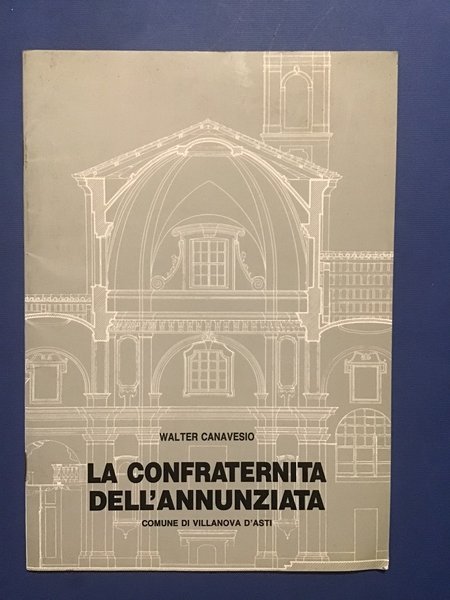 WALTER CANAVESIO
LA CONFRATERNITA
DELL'ANNUNZIATA
COMUNE DI VILLANOVA D'ASTI